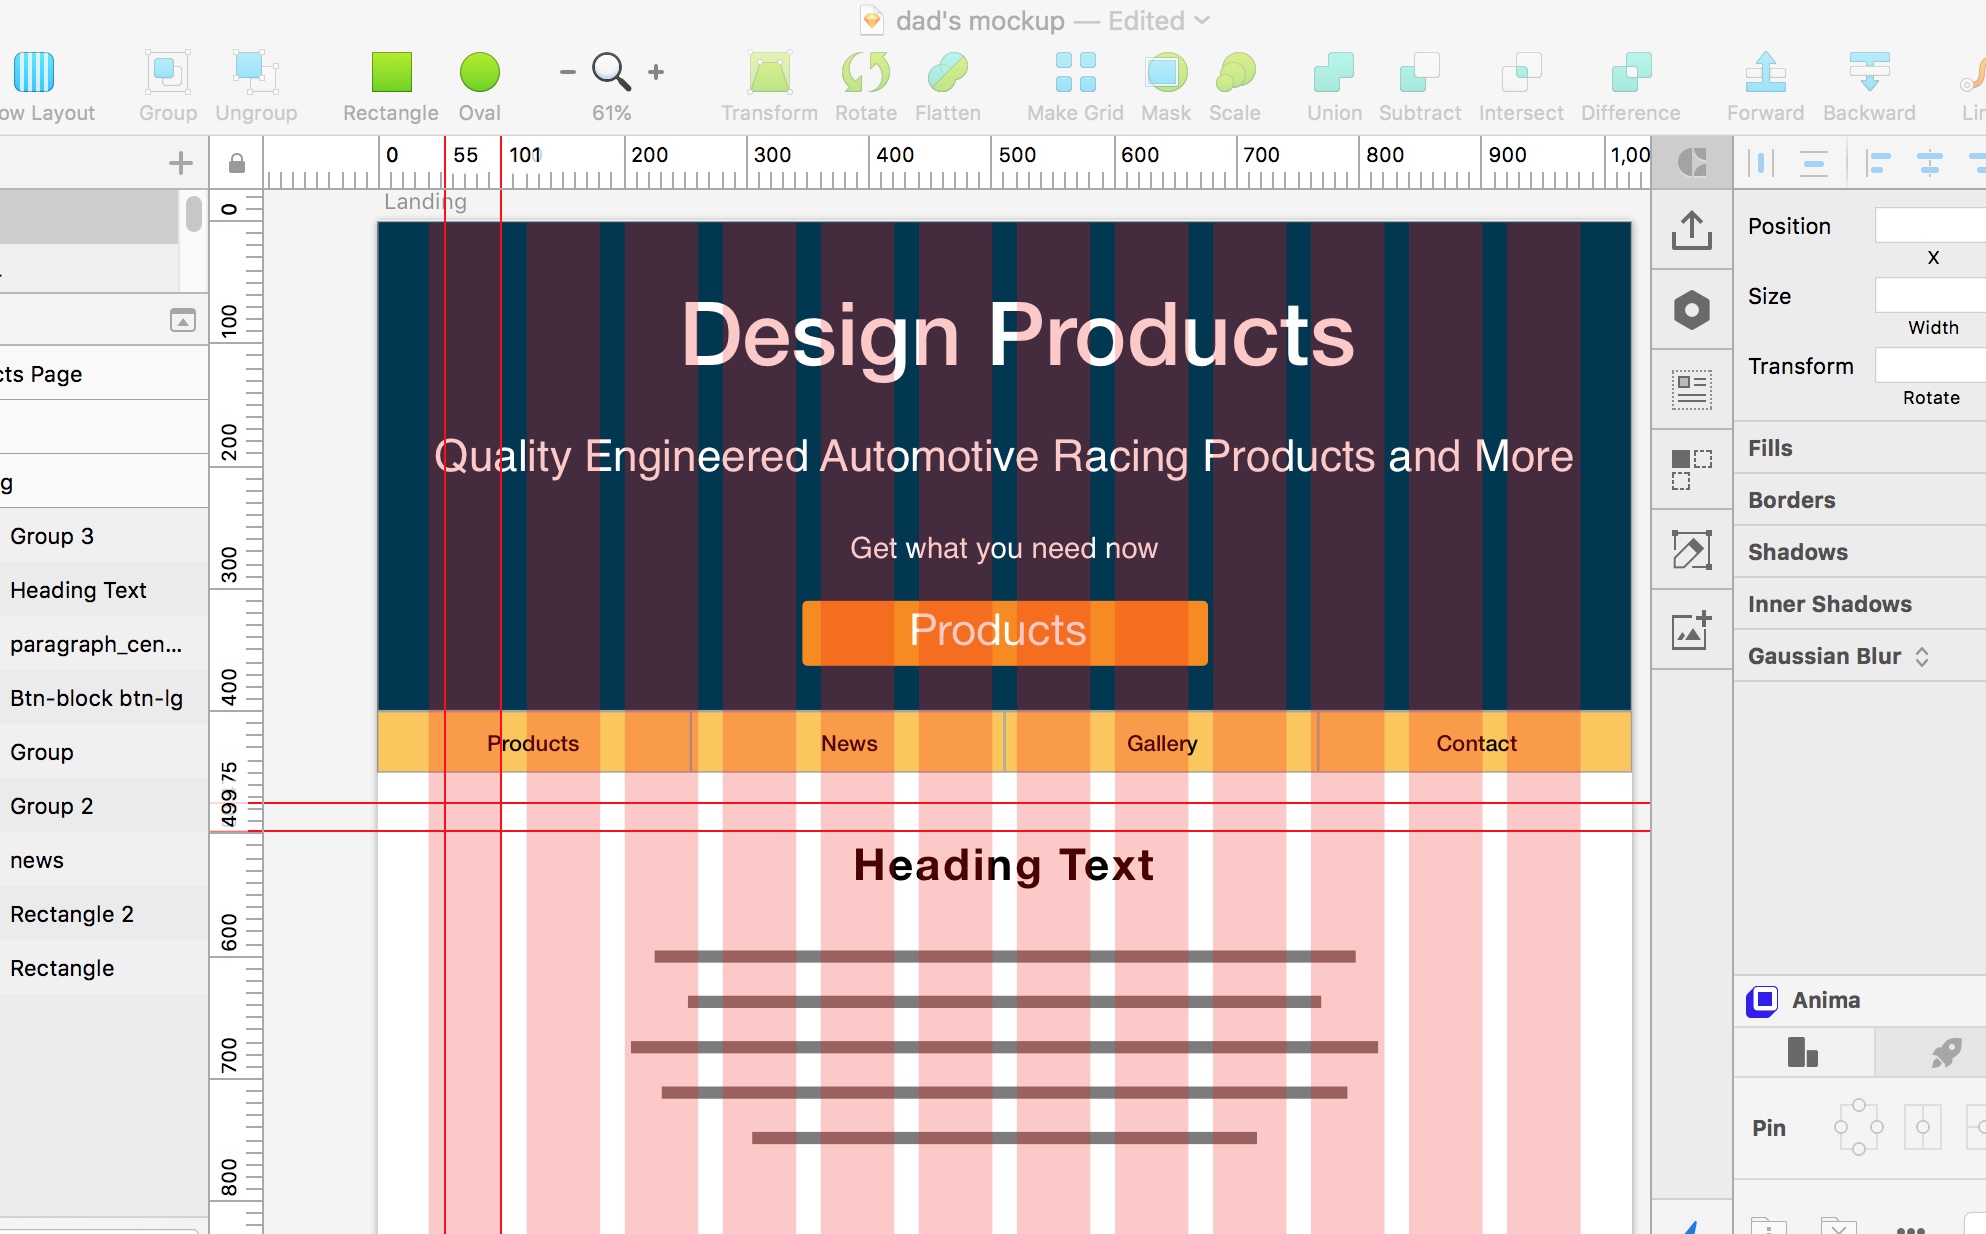 dad's mockup — Edited
ow Layout
Group
Ungroup
Rectangle
Oval
61%
Transform
Rotate
Flatten
Make Grid
Mask
Scale
Union
Subtract
Intersect
Difference
Forward
Backward
Lin
0 55 101 200 300 400 500 600 700 800 900 1,00
0
100
200
300
400
499 75
600
700
800
cts Page
g
Group 3
Heading Text
paragraph_cen...
Btn-block btn-lg
Group
Group 2
news
Rectangle 2
Rectangle
Landing
Design Products
Quality Engineered Automotive Racing Products and More
Get what you need now
Products
Products
News
Gallery
Contact
Heading Text
Position
X
Size
Width
Transform
Rotate
Fills
Borders
Shadows
Inner Shadows
Gaussian Blur
Anima
Pin